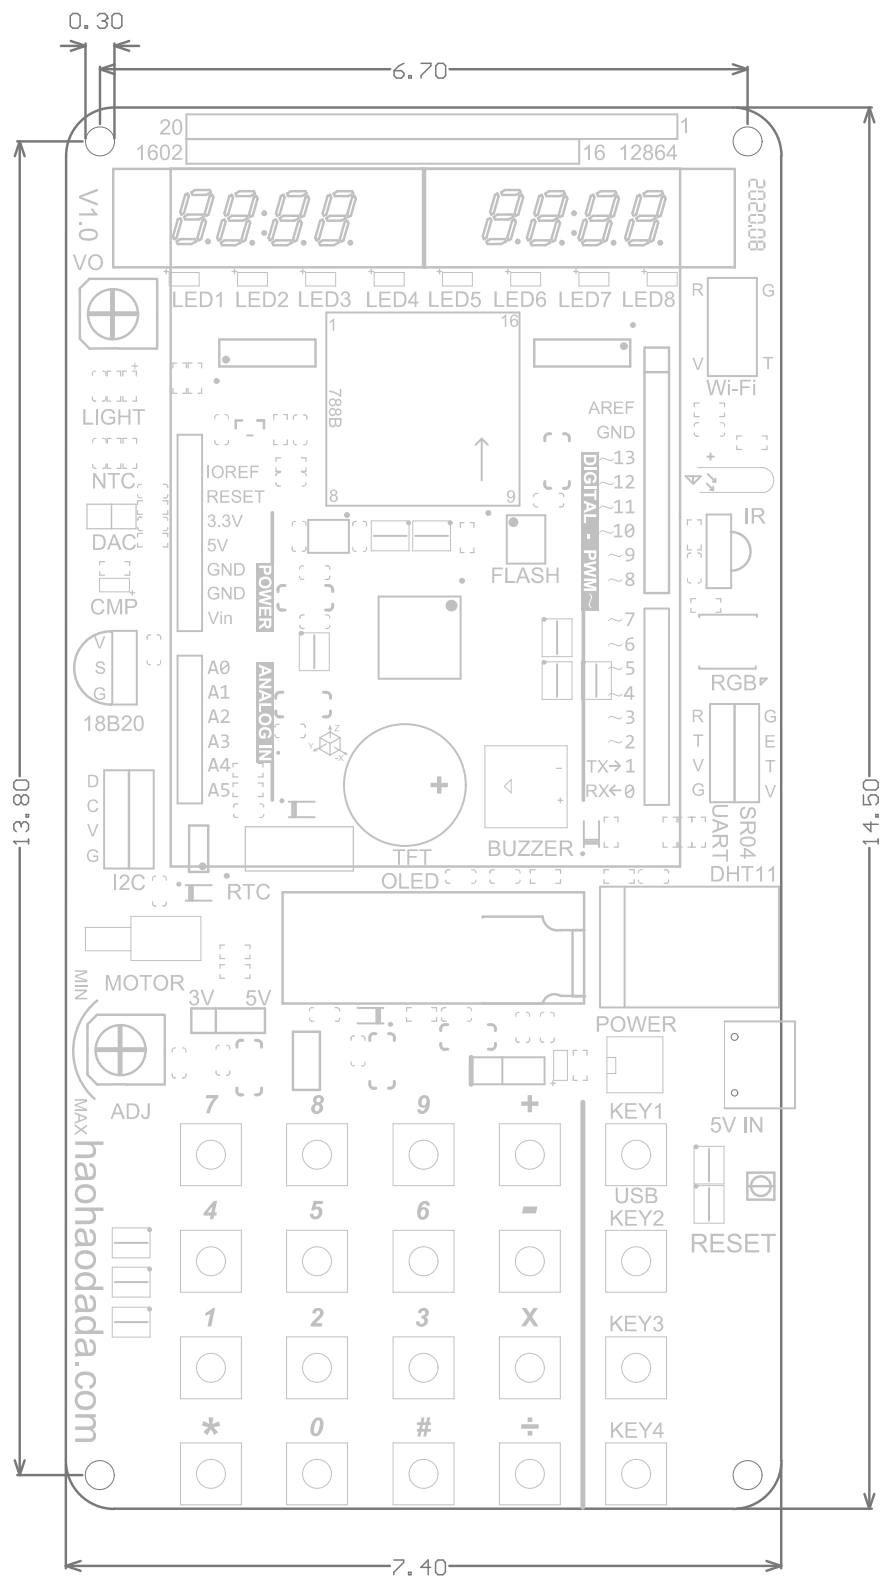 0.30
6.70
20 1
1602 16 12864
V1.0
2020.08
VO
LED1 LED2 LED3 LED4 LED5 LED6 LED7 LED8
R G
V T
Wi-Fi
1 16
788B
8 9
LIGHT
NTC
DAC
CMP
AREF
GND
~13
~12
~11
~10
~9
~8
DIGITAL - PWM~
IOREF
RESET
3.3V
5V
GND
GND
Vin
POWER
FLASH
IR
~7
~6
~5
~4
~3
~2
TX→1
RX←0
V
S
G
18B20
A0
A1
A2
A3
A4
A5
ANALOG IN
Z
Y
-X
RGB
R G
T E
V T
G V
UART
SR04
D
C
V
G
I2C
RTC
TFT
OLED
BUZZER
DHT11
13.80
14.50
MOTOR
3V 5V
MIN
MAX
ADJ
POWER
5V IN
7 8 9 +
KEY1
USB
4 5 6 -
KEY2
RESET
1 2 3 X
KEY3
* 0 # ÷
KEY4
haohaodada.com
7.40